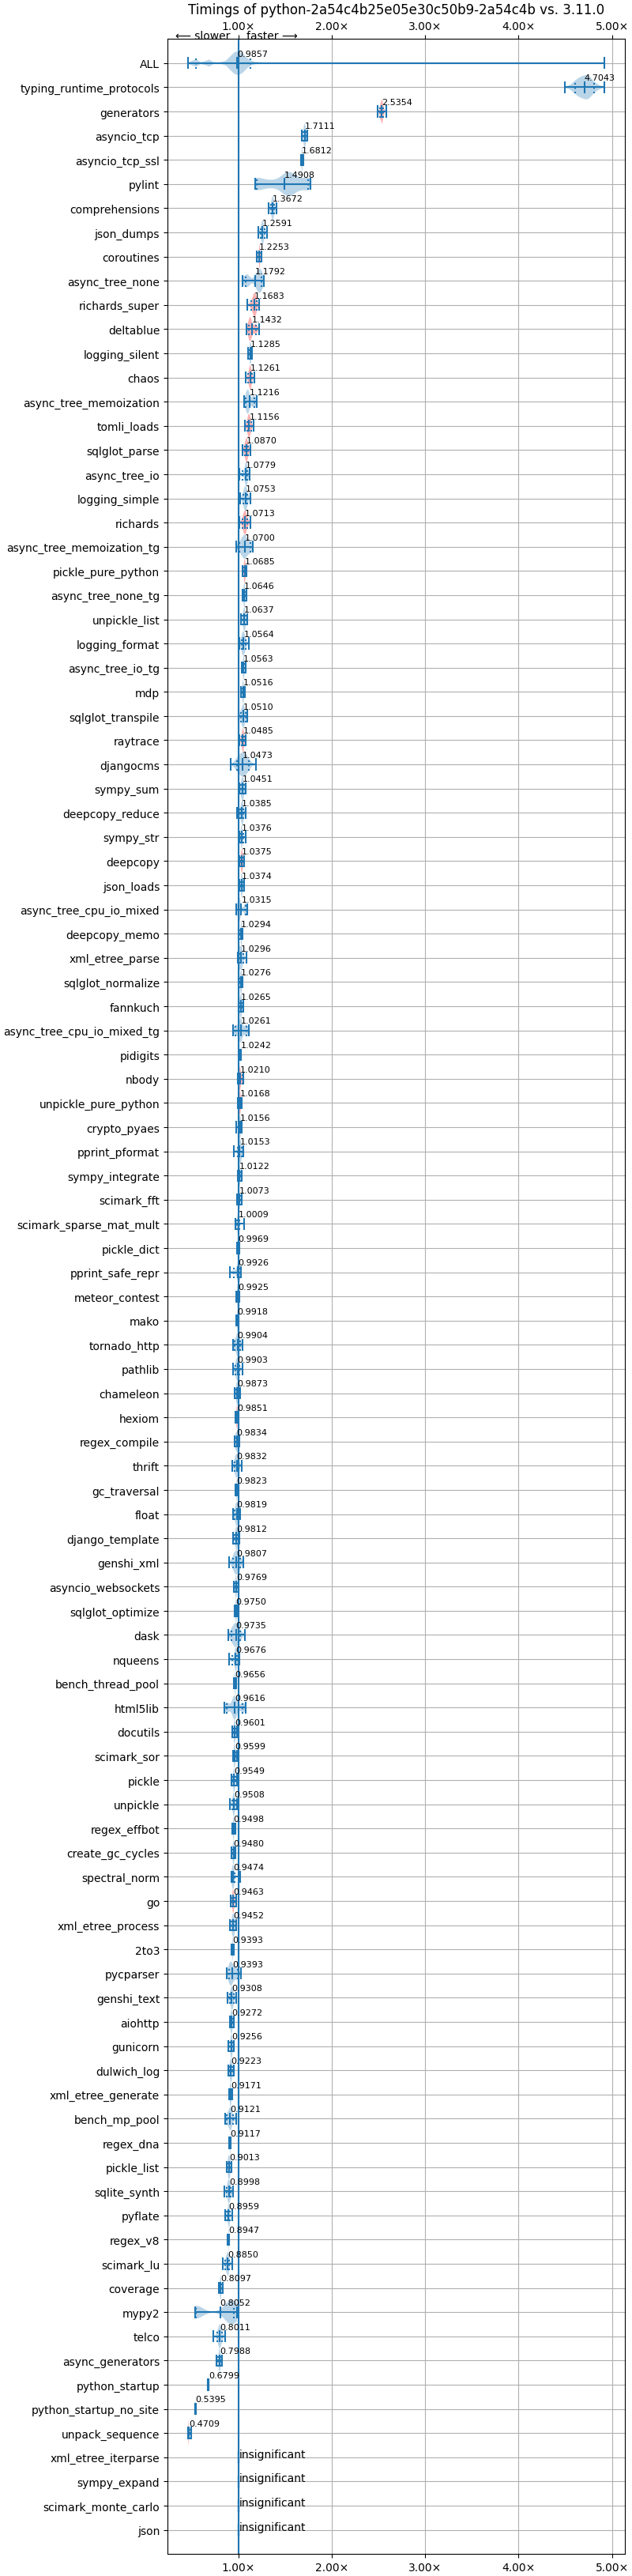 Timings of python-2a54c4b25e05e30c50b9-2a54c4b vs. 3.11.0
1.00× 2.00× 3.00× 4.00× 5.00×
⟵ slower faster ⟶
ALL 0.9857
typing_runtime_protocols 4.7043
generators 2.5354
asyncio_tcp 1.7111
asyncio_tcp_ssl 1.6812
pylint 1.4908
comprehensions 1.3672
json_dumps 1.2591
coroutines 1.2253
async_tree_none 1.1792
richards_super 1.1683
deltablue 1.1432
logging_silent 1.1285
chaos 1.1261
async_tree_memoization 1.1216
tomli_loads 1.1156
sqlglot_parse 1.0870
async_tree_io 1.0779
logging_simple 1.0753
richards 1.0713
async_tree_memoization_tg 1.0700
pickle_pure_python 1.0685
async_tree_none_tg 1.0646
unpickle_list 1.0637
logging_format 1.0564
async_tree_io_tg 1.0563
mdp 1.0516
sqlglot_transpile 1.0510
raytrace 1.0485
djangocms 1.0473
sympy_sum 1.0451
deepcopy_reduce 1.0385
sympy_str 1.0376
deepcopy 1.0375
json_loads 1.0374
async_tree_cpu_io_mixed 1.0315
deepcopy_memo 1.0294
xml_etree_parse 1.0296
sqlglot_normalize 1.0276
fannkuch 1.0265
async_tree_cpu_io_mixed_tg 1.0261
pidigits 1.0242
nbody 1.0210
unpickle_pure_python 1.0168
crypto_pyaes 1.0156
pprint_pformat 1.0153
sympy_integrate 1.0122
scimark_fft 1.0073
scimark_sparse_mat_mult 1.0009
pickle_dict 0.9969
pprint_safe_repr 0.9926
meteor_contest 0.9925
mako 0.9918
tornado_http 0.9904
pathlib 0.9903
chameleon 0.9873
hexiom 0.9851
regex_compile 0.9834
thrift 0.9832
gc_traversal 0.9823
float 0.9819
django_template 0.9812
genshi_xml 0.9807
asyncio_websockets 0.9769
sqlglot_optimize 0.9750
dask 0.9735
nqueens 0.9676
bench_thread_pool 0.9656
html5lib 0.9616
docutils 0.9601
scimark_sor 0.9599
pickle 0.9549
unpickle 0.9508
regex_effbot 0.9498
create_gc_cycles 0.9480
spectral_norm 0.9474
go 0.9463
xml_etree_process 0.9452
2to3 0.9393
pycparser 0.9393
genshi_text 0.9308
aiohttp 0.9272
gunicorn 0.9256
dulwich_log 0.9223
xml_etree_generate 0.9171
bench_mp_pool 0.9121
regex_dna 0.9117
pickle_list 0.9013
sqlite_synth 0.8998
pyflate 0.8959
regex_v8 0.8947
scimark_lu 0.8850
coverage 0.8097
mypy2 0.8052
telco 0.8011
async_generators 0.7988
python_startup 0.6799
python_startup_no_site 0.5395
unpack_sequence 0.4709
xml_etree_iterparse insignificant
sympy_expand insignificant
scimark_monte_carlo insignificant
json insignificant
1.00× 2.00× 3.00× 4.00× 5.00×